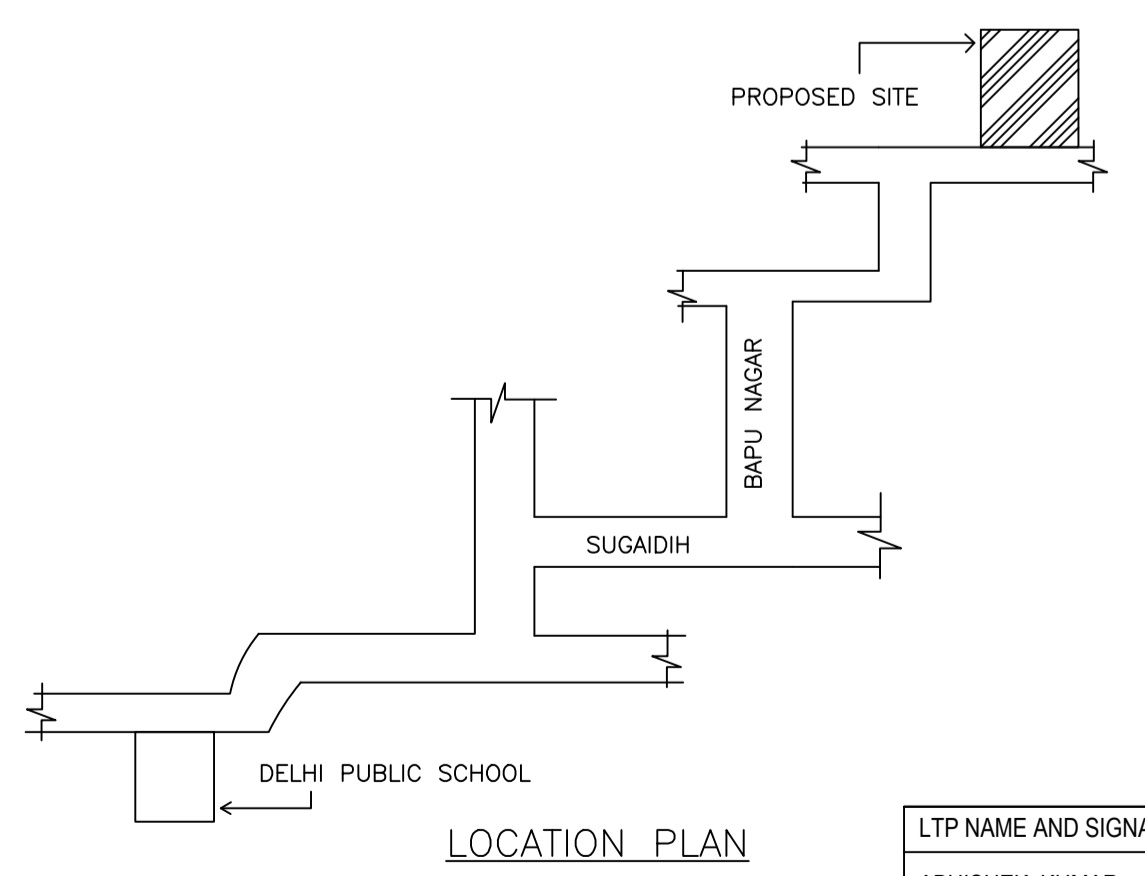 PROPOSED SITE
BAPU NAGAR
SUGAIDIH
DELHI PUBLIC SCHOOL
LOCATION PLAN
LTP NAME AND SIGNA